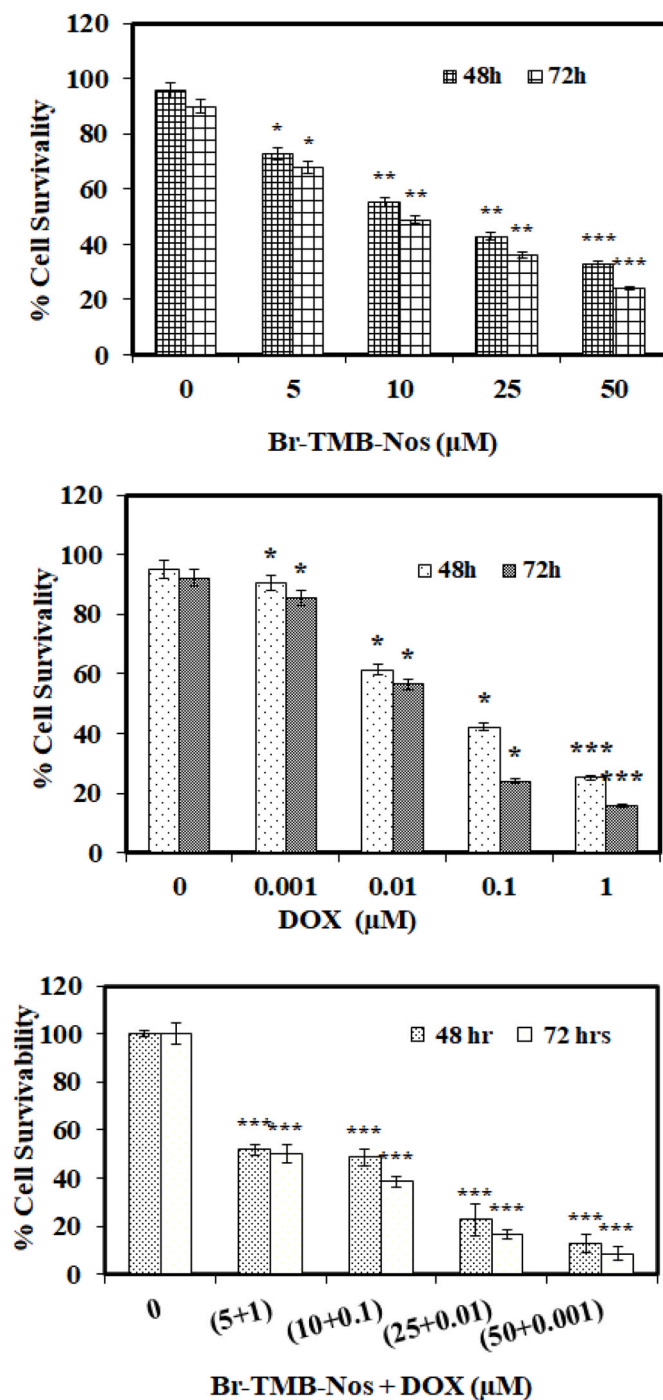 120
100
80
60
40
20
0
% Cell Survivality
48h 72h
* *
** **
** **
*** ***
0 5 10 25 50
Br-TMB-Nos (μM)
120
100
80
60
40
20
0
% Cell Survivality
48h 72h
* *
* *
* *
*** ***
0 0.001 0.01 0.1 1
DOX (μM)
120
100
80
60
40
20
0
% Cell Survivability
48 hr 72 hrs
*** ***
*** ***
*** ***
*** ***
0 (5+1) (10+0.1) (25+0.01) (50+0.001)
Br-TMB-Nos + DOX (μM)